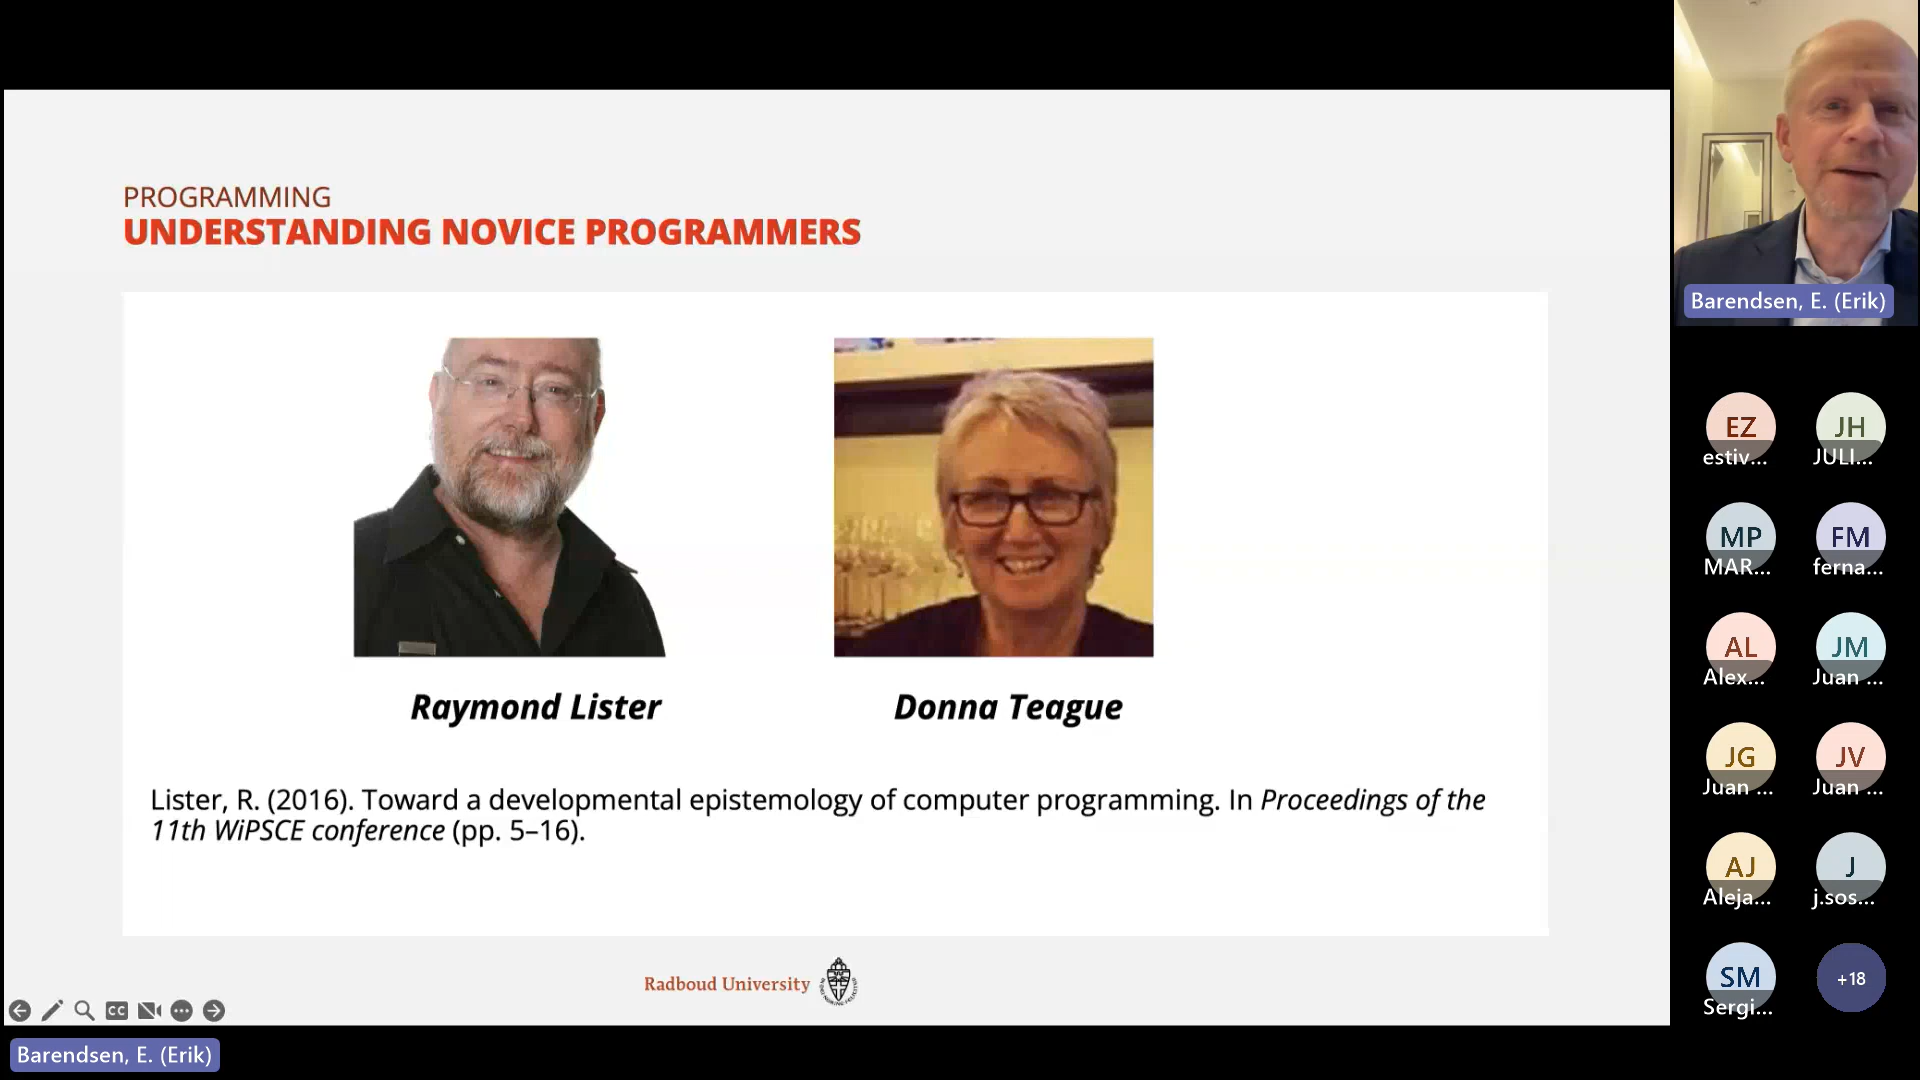 PROGRAMMING
UNDERSTANDING NOVICE PROGRAMMERS
Raymond Lister
Donna Teague
Lister, R. (2016). Toward a developmental epistemology of computer programming. In Proceedings of the
11th WiPSCE conference (pp. 5–16).
Radboud University
CC
Barendsen, E. (Erik)
Barendsen, E. (Erik)
EZ
estiv...
JH
JULI...
MP
MAR...
FM
ferna...
AL
Alex...
JM
Juan ...
JG
Juan ...
JV
Juan ...
AJ
Aleja...
J
j.sos...
SM
Sergi...
+18